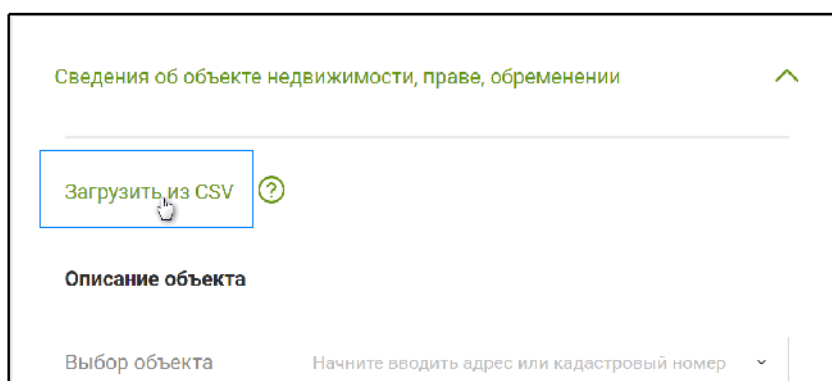 Сведения об объекте недвижимости, праве, обременении
Загрузить из CSV ?
Описание объекта
Выбор объекта Начните вводить адрес или кадастровый номер